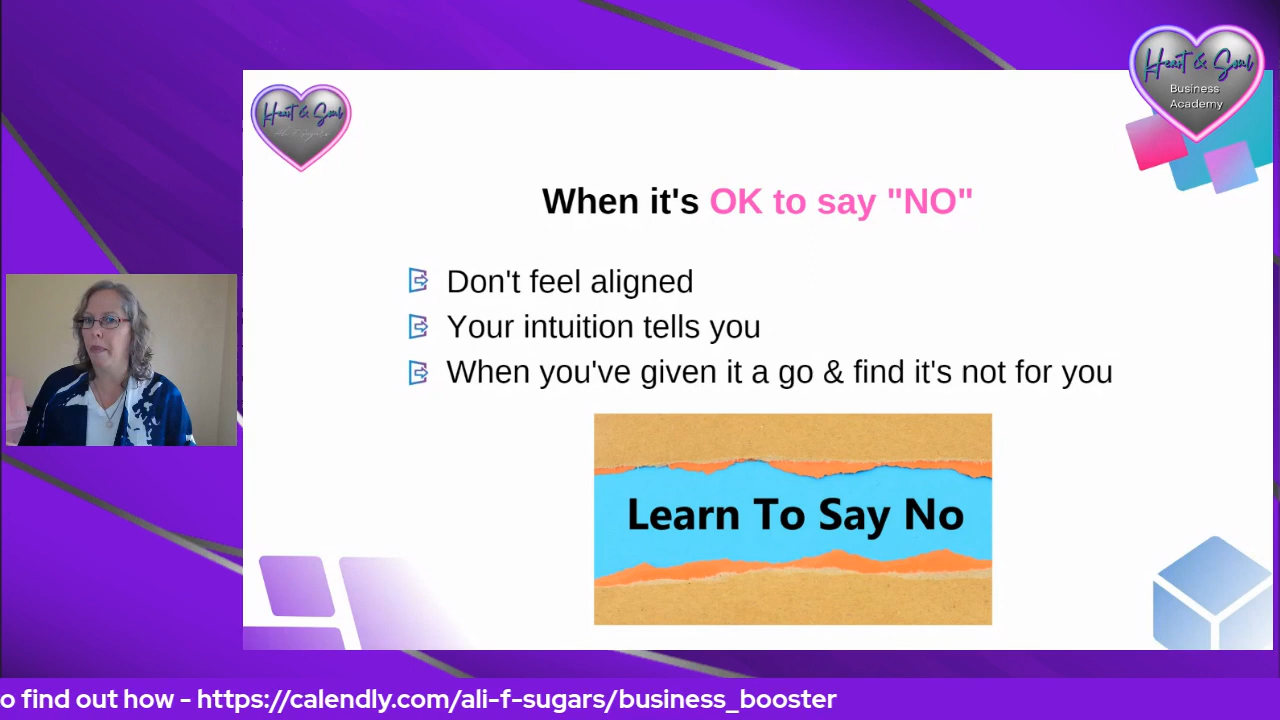 Heart & Soul
Business
Academy
Heart & Soul
When it's OK to say "NO"
Don't feel aligned
Your intuition tells you
When you've given it a go & find it's not for you
Learn To Say No
o find out how - https://calendly.com/ali-f-sugars/business_booster